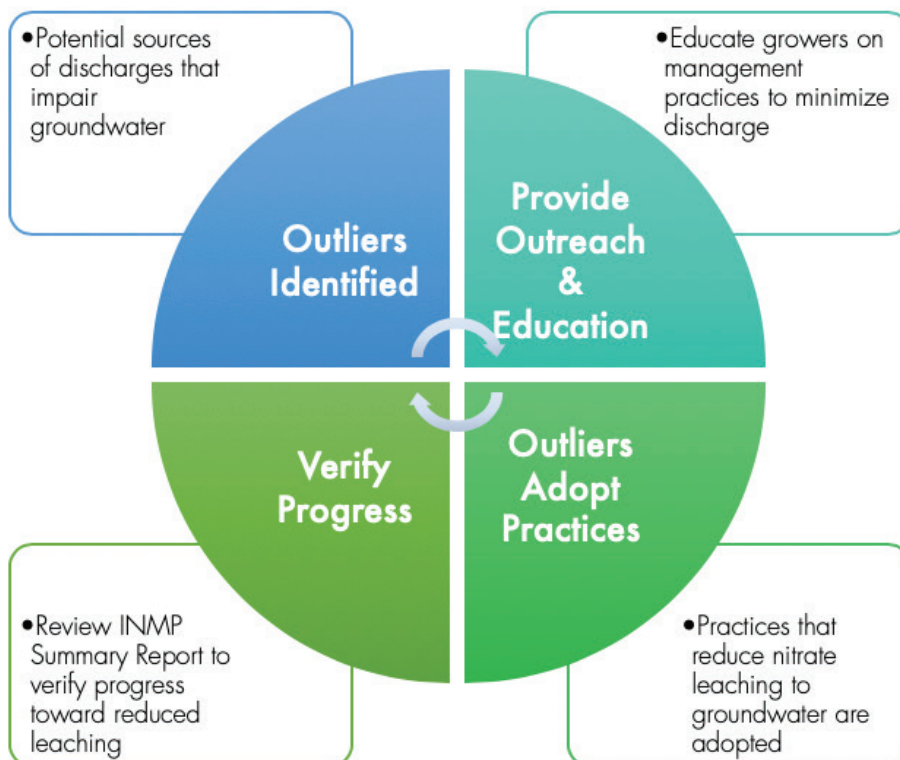 •Potential sources
of discharges that
impair
groundwater
•Educate growers on
management
practices to minimize
discharge
Outliers
Identified
Provide
Outreach
&
Education
Verify
Progress
Outliers
Adopt
Practices
•Review INMP
Summary Report to
verify progress
toward reduced
leaching
•Practices that
reduce nitrate
leaching to
groundwater are
adopted